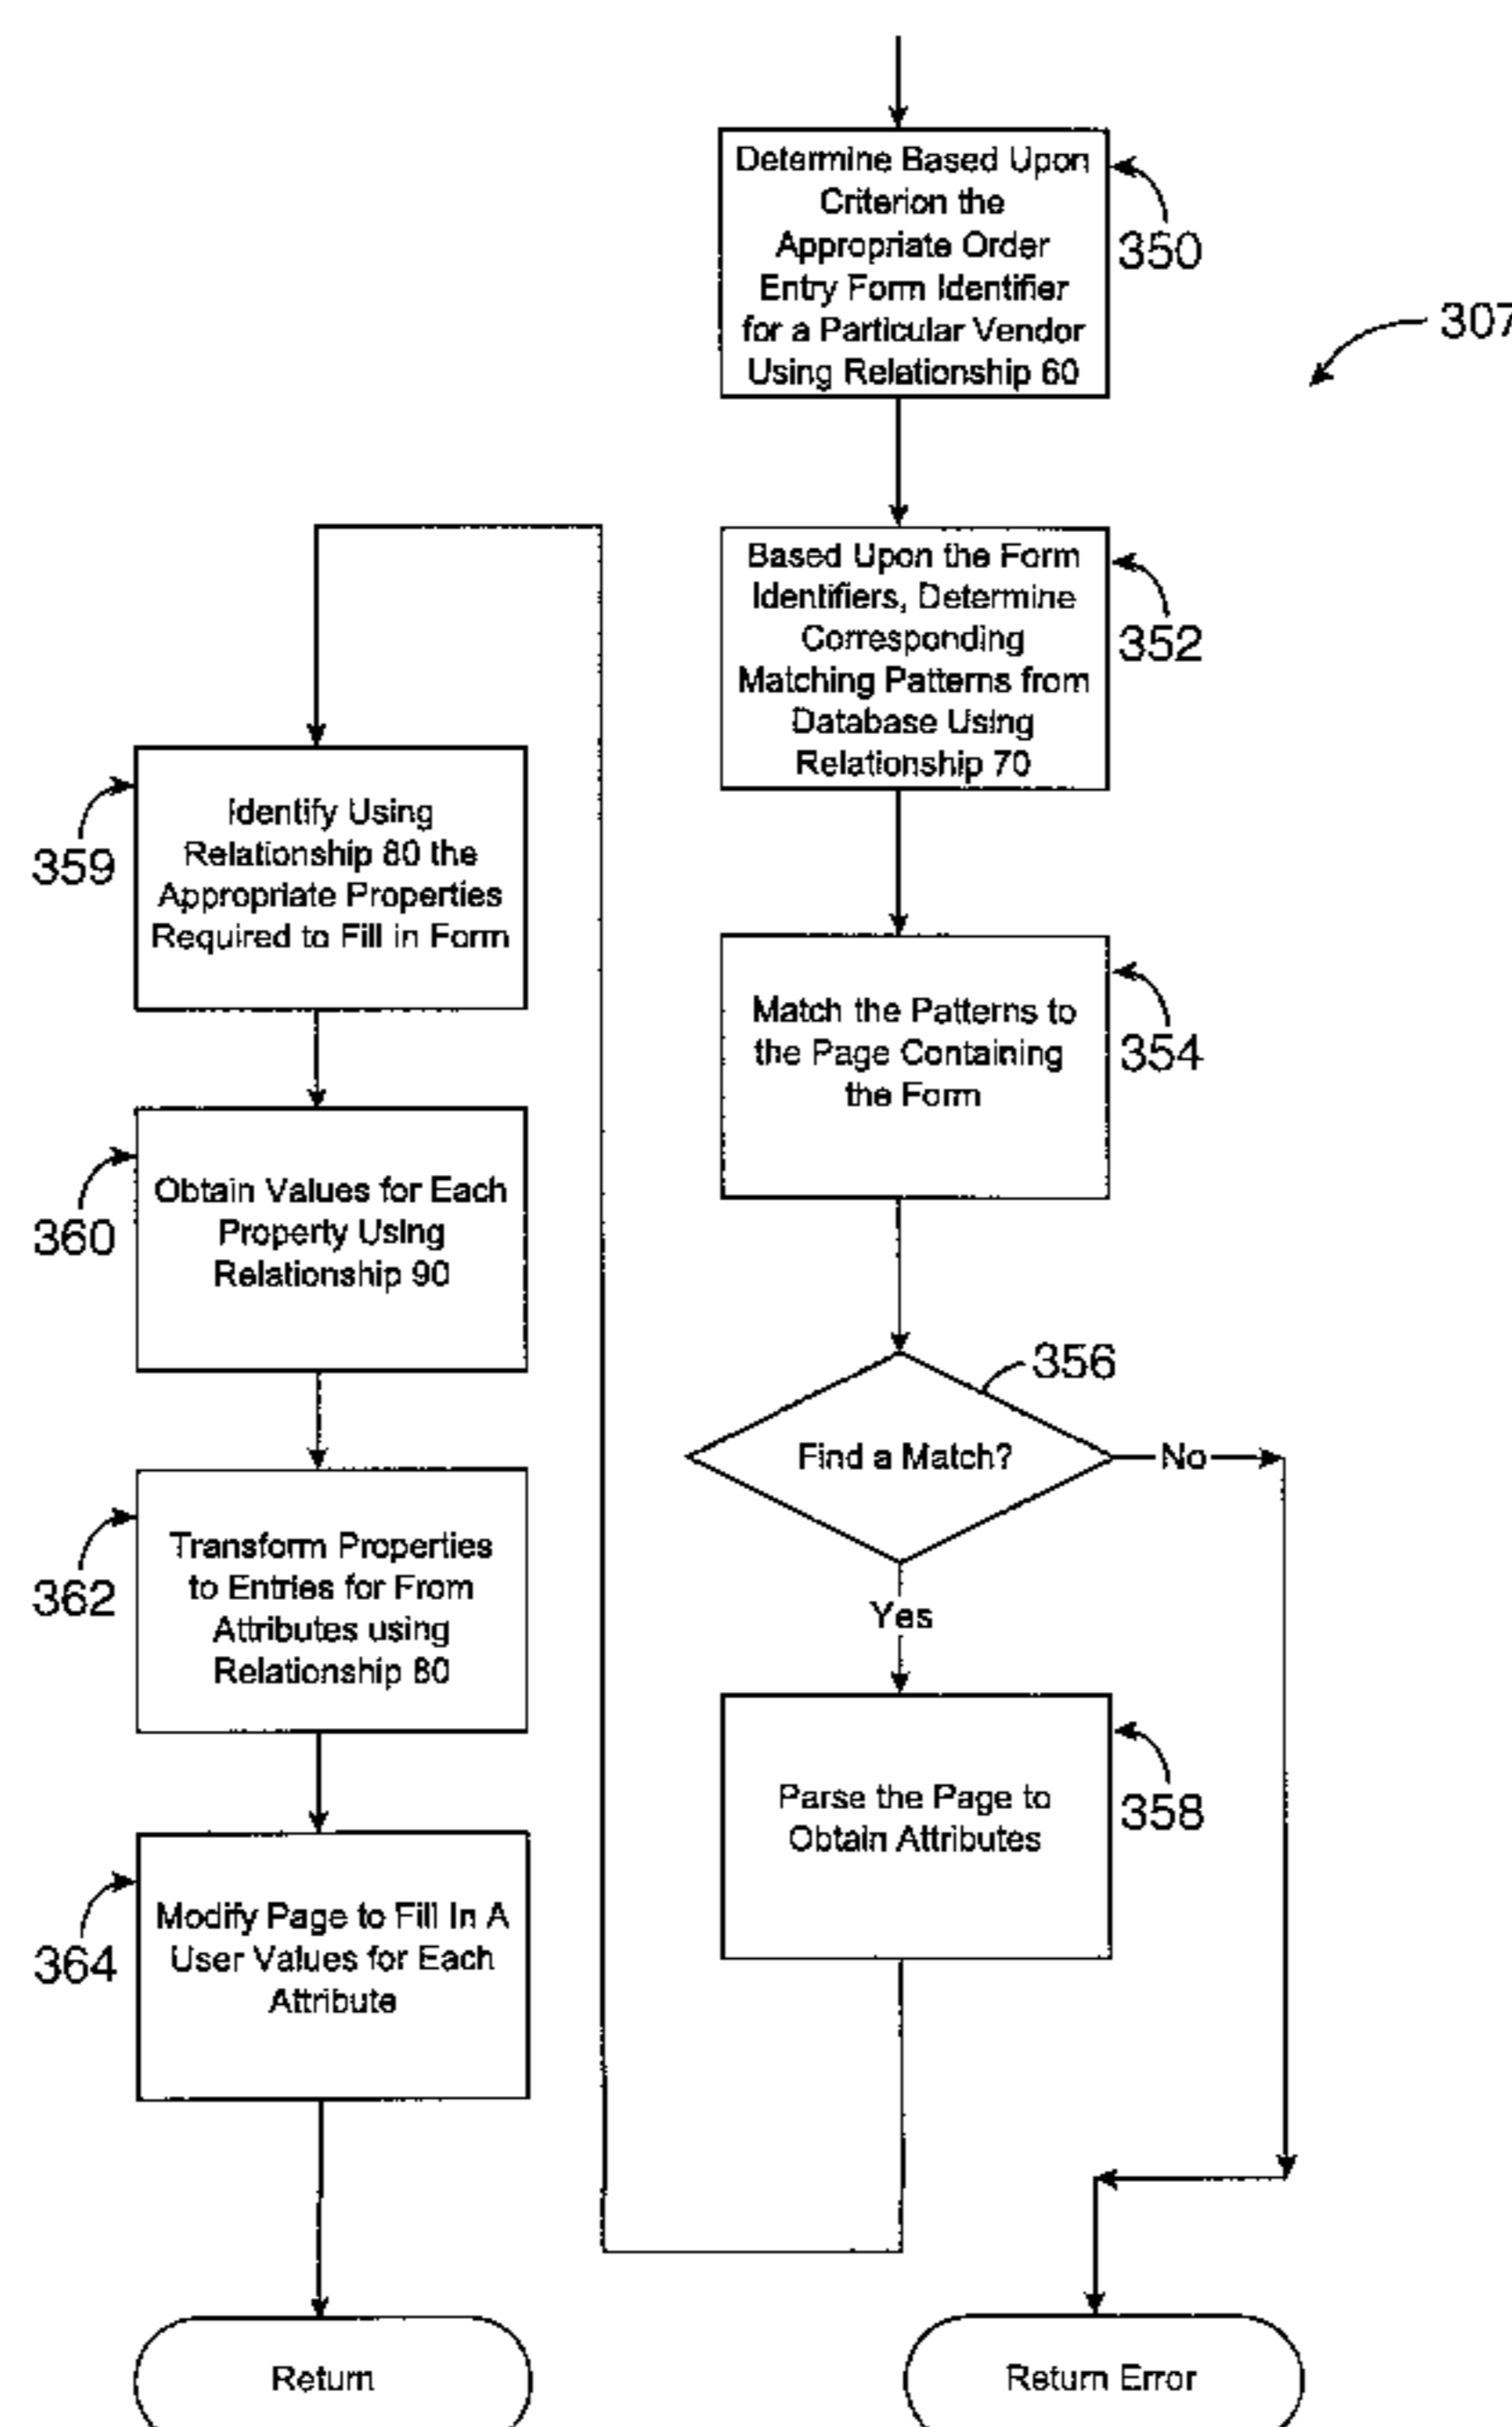 Determine Based Upon
Criterion the
Appropriate Order
Entry Form Identifier
for a Particular Vendor
Using Relationship 60
350
307
Based Upon the Form
Identifiers, Determine
Corresponding
Matching Patterns from
Database Using
Relationship 70
352
Match the Patterns to
the Page Containing
the Form
354
Find a Match?
356
No
Yes
Parse the Page to
Obtain Attributes
358
Return Error
Identify Using
Relationship 80 the
Appropriate Properties
Required to Fill in Form
359
Obtain Values for Each
Property Using
Relationship 90
360
Transform Properties
to Entries for From
Attributes using
Relationship 80
362
Modify Page to Fill In A
User Values for Each
Attribute
364
Return